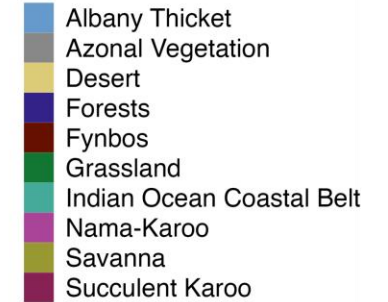 Albany Thicket
Azonal Vegetation
Desert
Forests
Fynbos
Grassland
Indian Ocean Coastal Belt
Nama-Karoo
Savanna
Succulent Karoo